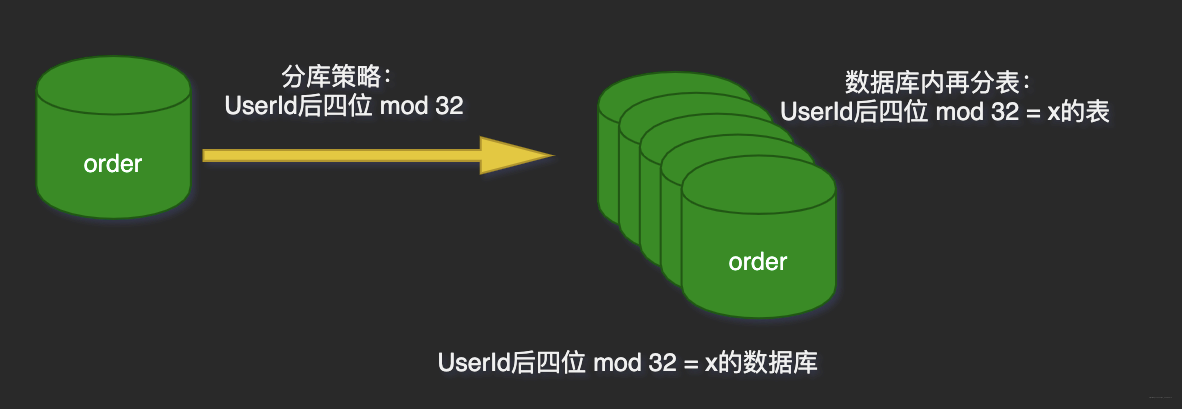 分库策略：
UserId后四位 mod 32
order
数据库内再分表：
UserId后四位 mod 32 = x的表
order
UserId后四位 mod 32 = x的数据库